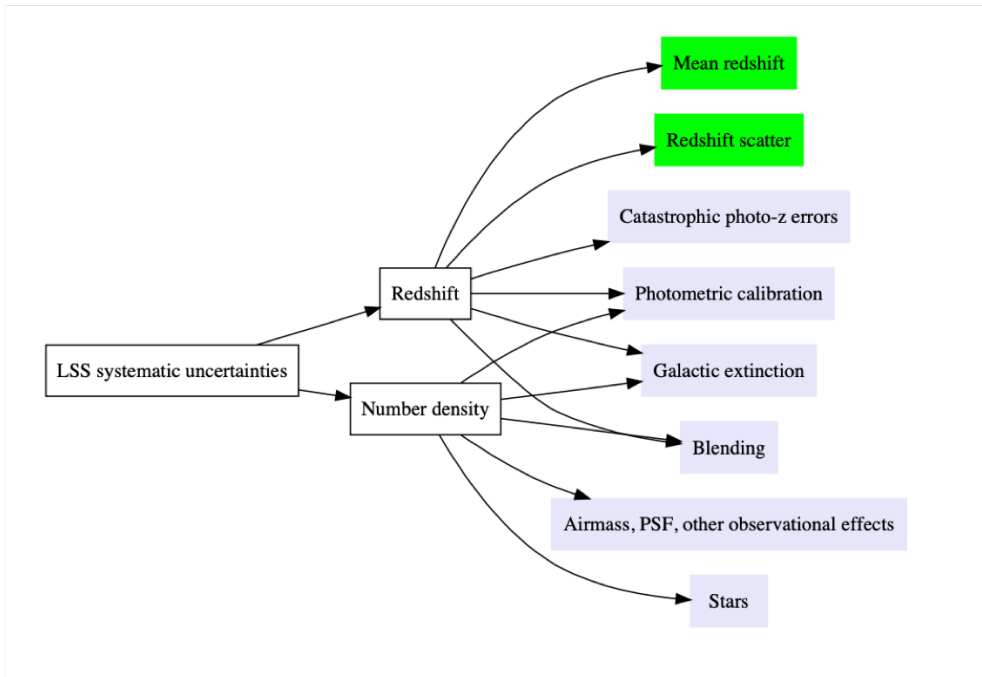 Mean redshift
Redshift scatter
Catastrophic photo-z errors
Redshift
Photometric calibration
LSS systematic uncertainties
Galactic extinction
Number density
Blending
Airmass, PSF, other observational effects
Stars